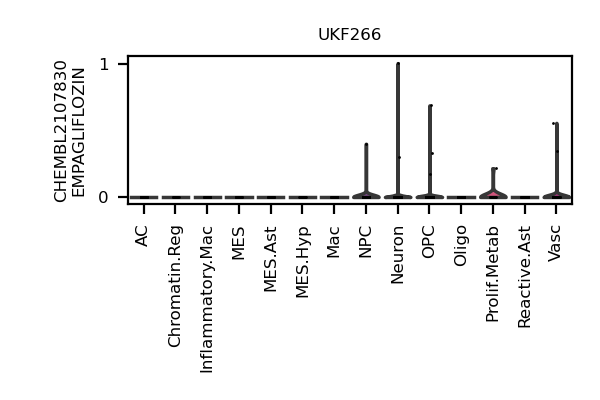 UKF266
CHEMBL2107830
EMPAGLIFLOZIN
1
0
AC
Chromatin.Reg
Inflammatory.Mac
MES
MES.Ast
MES.Hyp
Mac
NPC
Neuron
OPC
Oligo
Prolif.Metab
Reactive.Ast
Vasc